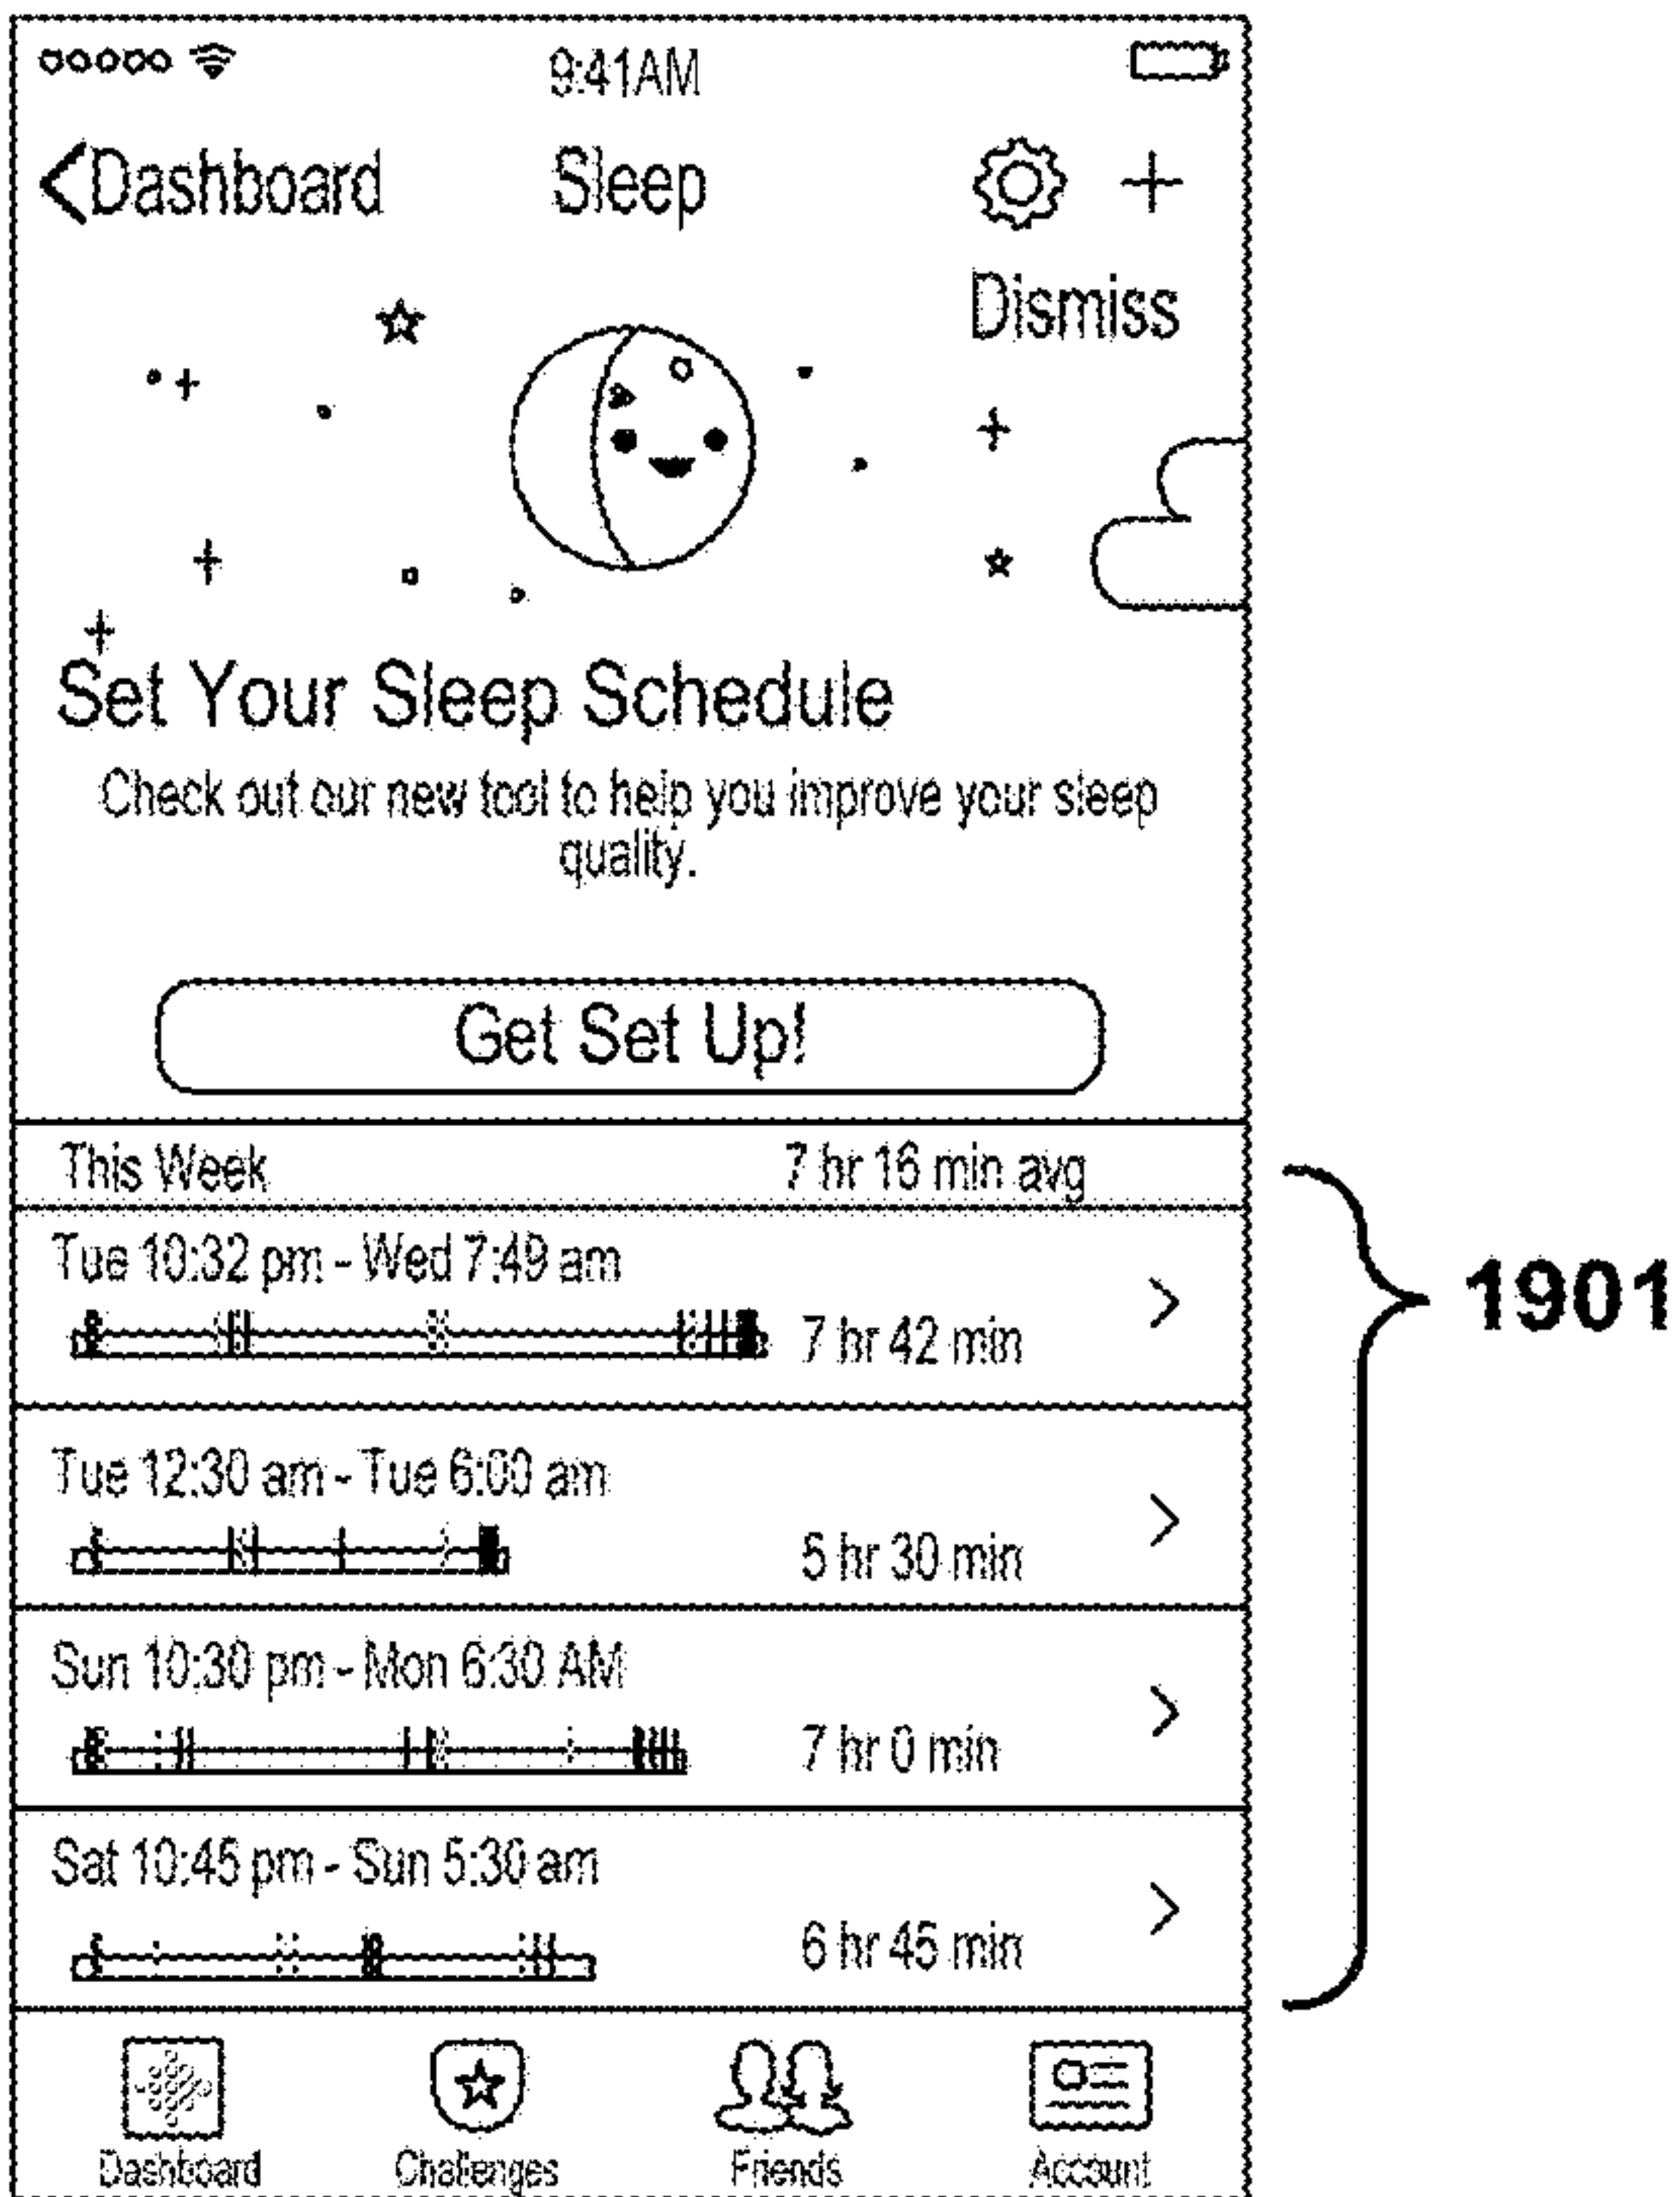 9:41AM
<Dashboard Sleep +
Dismiss
Set Your Sleep Schedule
Check out our new tool to help you improve your sleep
quality.
Get Set Up!
This Week 7 hr 16 min avg
Tue 10:32 pm - Wed 7:49 am
7 hr 42 min >
1901
Tue 12:30 am - Tue 6:00 am
5 hr 30 min >
Sun 10:30 pm - Mon 6:30 AM
7 hr 0 min >
Sat 10:45 pm - Sun 5:30 am
6 hr 45 min >
Dashboard Challenges Friends Account